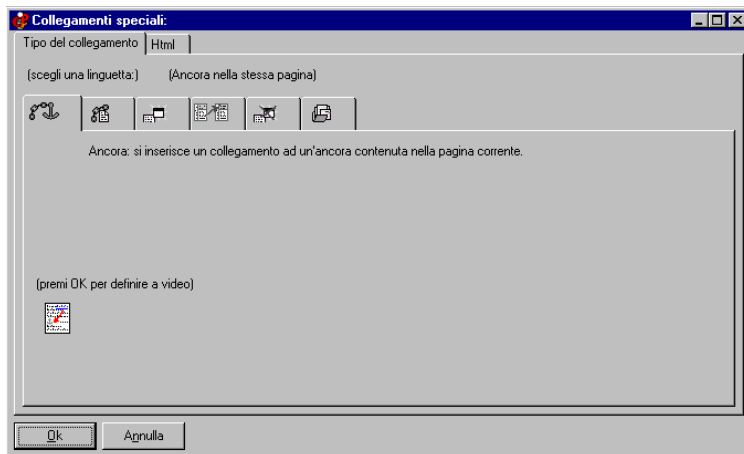 Collegamenti speciali:
Tipo del collegamento Html
(scegli una linguetta:) (Ancora nella stessa pagina)
Ancora: si inserisce un collegamento ad un'ancora contenuta nella pagina corrente.
(premi OK per definire a video)
Ok Annulla